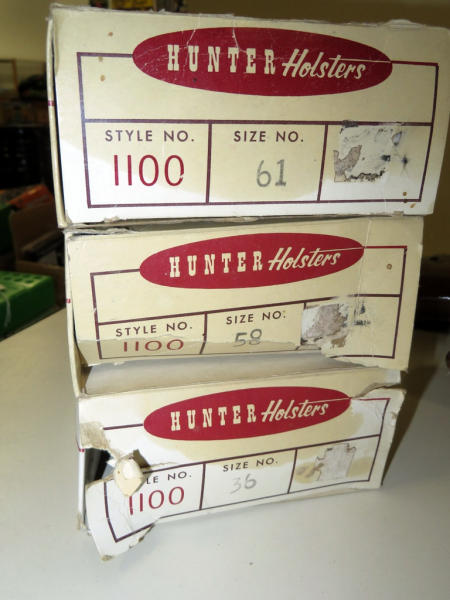 HUNTER Holsters
STYLE NO. SIZE NO.
1100 61
HUNTER Holsters
STYLE NO. SIZE NO.
1100 58
HUNTER Holsters
LE NO. SIZE NO.
1100 36